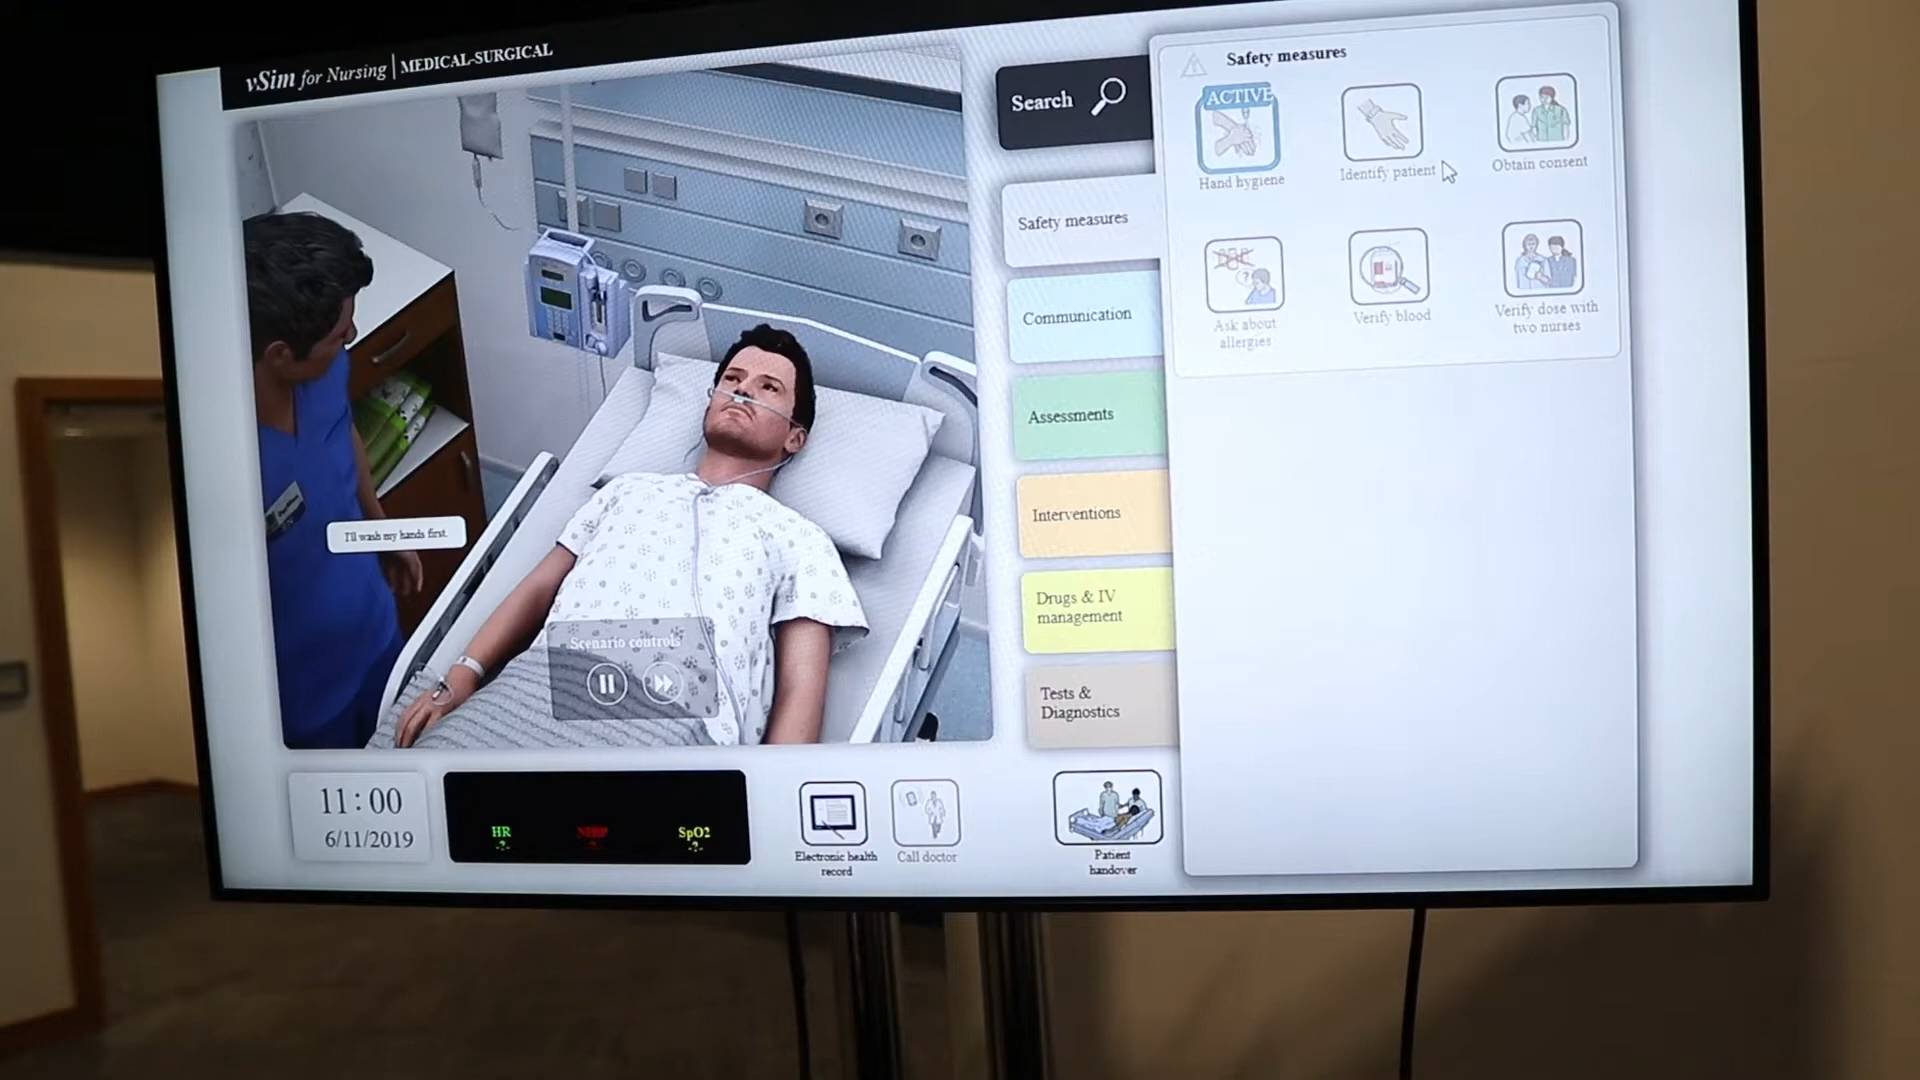 vSim for Nursing | MEDICAL-SURGICAL
Search
Safety measures
ACTIVE
Hand hygiene
Identify patient
Obtain consent
Ask about
allergies
Verify blood
Verify dose with
two nurses
Safety measures
Communication
Assessments
Interventions
Drugs & IV
management
Tests &
Diagnostics
I'll wash my hands first.
Scenario controls
11:00
6/11/2019
HR
-?-
NIBP
-?-
SpO2
-?-
Electronic health
record
Call doctor
Patient
handover